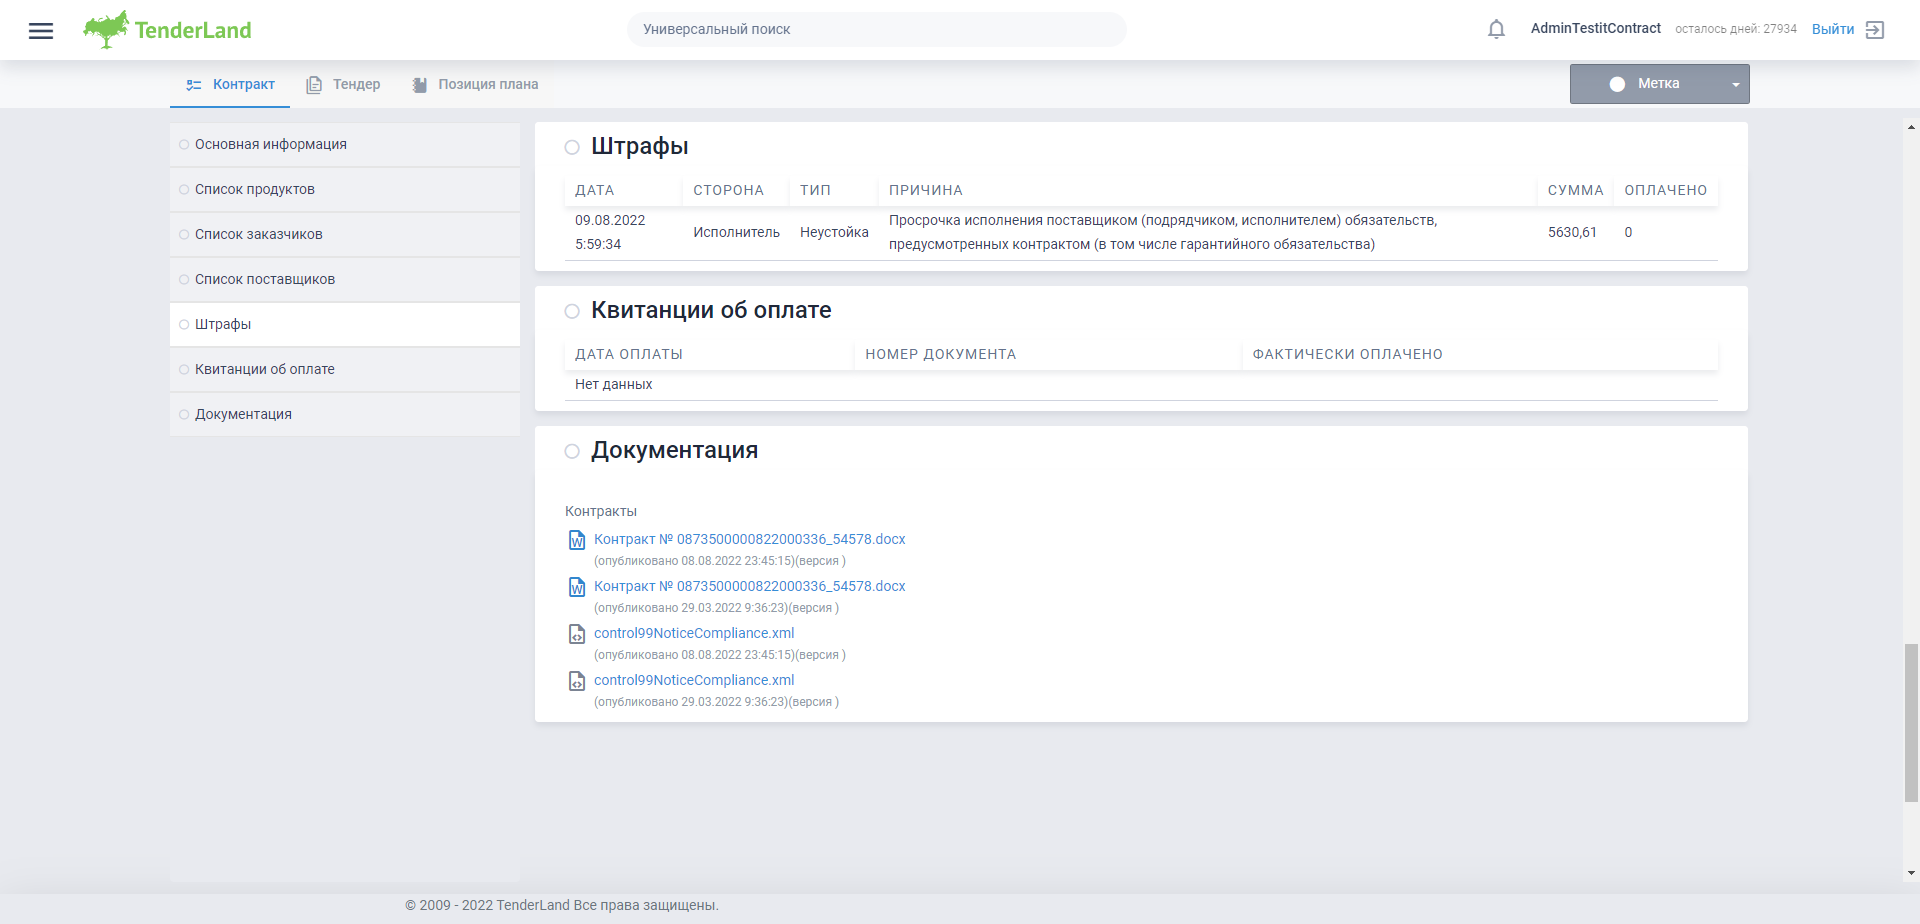 TenderLand
Универсальный поиск
AdminTestitContract
осталось дней: 27934
Выйти
Контракт
Тендер
Позиция плана
Метка
Основная информация
Список продуктов
Список заказчиков
Список поставщиков
Штрафы
Квитанции об оплате
Документация
Штрафы
ДАТА СТОРОНА ТИП ПРИЧИНА СУММА ОПЛАЧЕНО
09.08.2022
5:59:34
Исполнитель
Неустойка
Просрочка исполнения поставщиком (подрядчиком, исполнителем) обязательств,
предусмотренных контрактом (в том числе гарантийного обязательства)
5630,61
0
Квитанции об оплате
ДАТА ОПЛАТЫ НОМЕР ДОКУМЕНТА ФАКТИЧЕСКИ ОПЛАЧЕНО
Нет данных
Документация
Контракты
Контракт № 0873500000822000336_54578.docx
(опубликовано 08.08.2022 23:45:15)(версия )
Контракт № 0873500000822000336_54578.docx
(опубликовано 29.03.2022 9:36:23)(версия )
control99NoticeCompliance.xml
(опубликовано 08.08.2022 23:45:15)(версия )
control99NoticeCompliance.xml
(опубликовано 29.03.2022 9:36:23)(версия )
© 2009 - 2022 TenderLand Все права защищены.